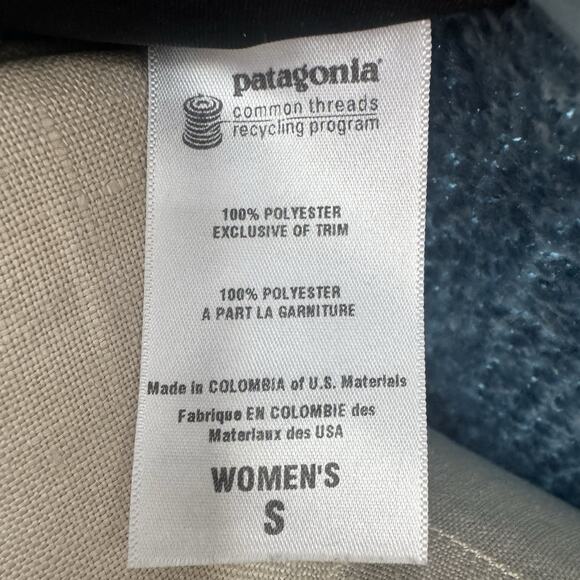 patagonia®
common threads
recycling program
100% POLYESTER
EXCLUSIVE OF TRIM
100% POLYESTER
A PART LA GARNITURE
Made in COLOMBIA of U.S. Materials
Fabrique EN COLOMBIE des
Materiaux des USA
WOMEN'S
S